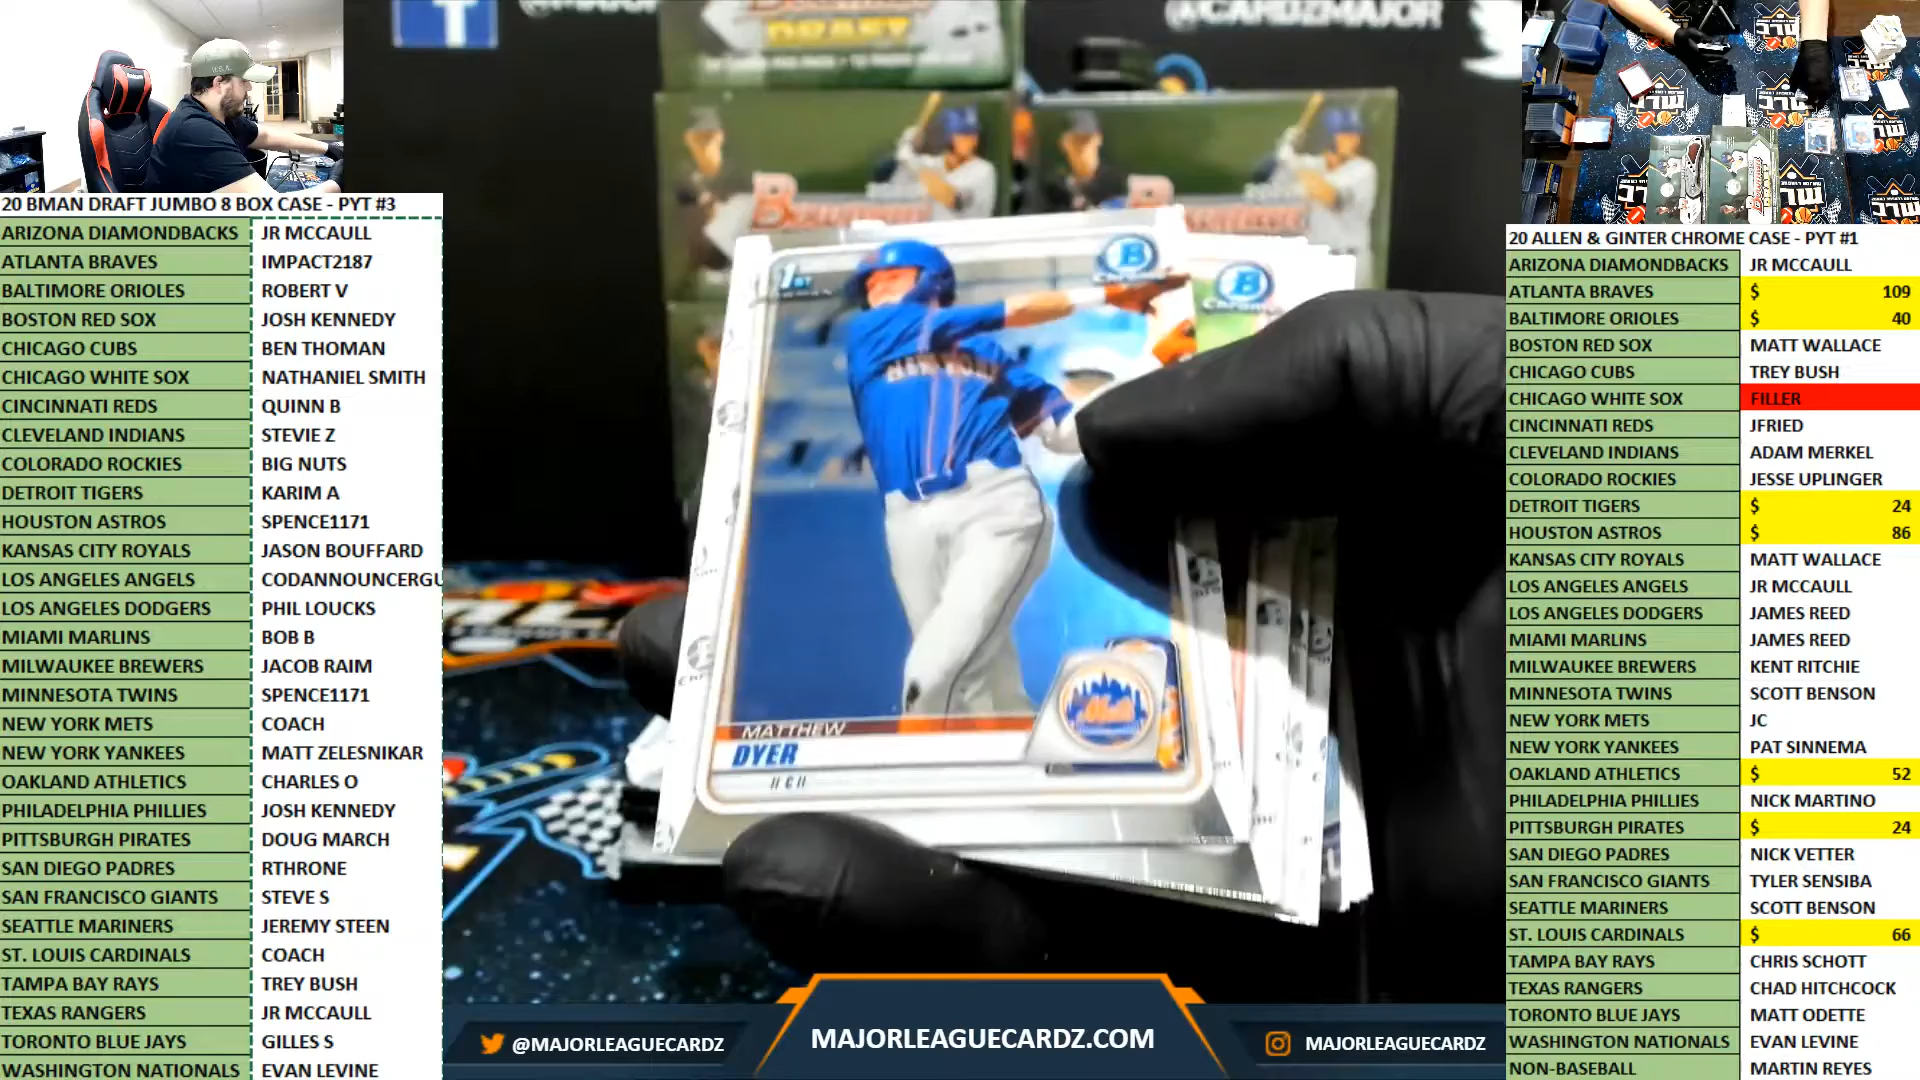 20 BMAN DRAFT JUMBO 8 BOX CASE - PYT #3
ARIZONA DIAMONDBACKS JR MCCAULL
ATLANTA BRAVES IMPACT2187
BALTIMORE ORIOLES ROBERT V
BOSTON RED SOX JOSH KENNEDY
CHICAGO CUBS BEN THOMAN
CHICAGO WHITE SOX NATHANIEL SMITH
CINCINNATI REDS QUINN B
CLEVELAND INDIANS STEVIE Z
COLORADO ROCKIES BIG NUTS
DETROIT TIGERS KARIM A
HOUSTON ASTROS SPENCE1171
KANSAS CITY ROYALS JASON BOUFFARD
LOS ANGELES ANGELS CODANNOUNCERGU
LOS ANGELES DODGERS PHIL LOUCKS
MIAMI MARLINS BOB B
MILWAUKEE BREWERS JACOB RAIM
MINNESOTA TWINS SPENCE1171
NEW YORK METS COACH
NEW YORK YANKEES MATT ZELESNIKAR
OAKLAND ATHLETICS CHARLES O
PHILADELPHIA PHILLIES JOSH KENNEDY
PITTSBURGH PIRATES DOUG MARCH
SAN DIEGO PADRES RTHRONE
SAN FRANCISCO GIANTS STEVE S
SEATTLE MARINERS JEREMY STEEN
ST. LOUIS CARDINALS COACH
TAMPA BAY RAYS TREY BUSH
TEXAS RANGERS JR MCCAULL
TORONTO BLUE JAYS GILLES S
WASHINGTON NATIONALS EVAN LEVINE
@CARDZMAJOR
DRAFT
1ST
B
B
NEW YORK
Mets
MATTHEW
DYER
// C //
@MAJORLEAGUECARDZ
MAJORLEAGUECARDZ.COM
MAJORLEAGUECARDZ
20 ALLEN & GINTER CHROME CASE - PYT #1
ARIZONA DIAMONDBACKS JR MCCAULL
ATLANTA BRAVES $ 109
BALTIMORE ORIOLES $ 40
BOSTON RED SOX MATT WALLACE
CHICAGO CUBS TREY BUSH
CHICAGO WHITE SOX FILLER
CINCINNATI REDS JFRIED
CLEVELAND INDIANS ADAM MERKEL
COLORADO ROCKIES JESSE UPLINGER
DETROIT TIGERS $ 24
HOUSTON ASTROS $ 86
KANSAS CITY ROYALS MATT WALLACE
LOS ANGELES ANGELS JR MCCAULL
LOS ANGELES DODGERS JAMES REED
MIAMI MARLINS JAMES REED
MILWAUKEE BREWERS KENT RITCHIE
MINNESOTA TWINS SCOTT BENSON
NEW YORK METS JC
NEW YORK YANKEES PAT SINNEMA
OAKLAND ATHLETICS $ 52
PHILADELPHIA PHILLIES NICK MARTINO
PITTSBURGH PIRATES $ 24
SAN DIEGO PADRES NICK VETTER
SAN FRANCISCO GIANTS TYLER SENSIBA
SEATTLE MARINERS SCOTT BENSON
ST. LOUIS CARDINALS $ 66
TAMPA BAY RAYS CHRIS SCHOTT
TEXAS RANGERS CHAD HITCHCOCK
TORONTO BLUE JAYS MATT ODETTE
WASHINGTON NATIONALS EVAN LEVINE
NON-BASEBALL MARTIN REYES